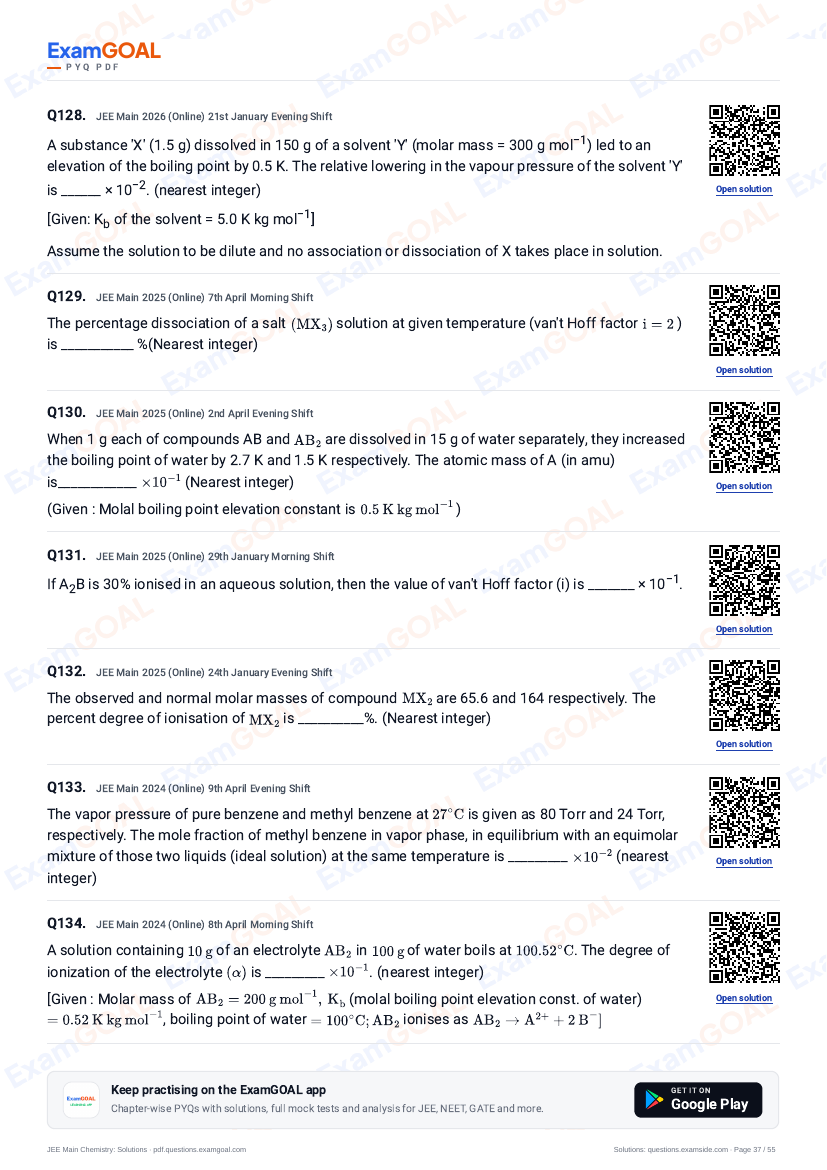 ExamGOAL
PYQ PDF
Q128. JEE Main 2026 (Online) 21st January Evening Shift
A substance 'X' (1.5 g) dissolved in 150 g of a solvent 'Y' (molar mass = 300 g mol⁻¹) led to an
elevation of the boiling point by 0.5 K. The relative lowering in the vapour pressure of the solvent 'Y'
is ______ × 10⁻². (nearest integer)
[Given: K_b of the solvent = 5.0 K kg mol⁻¹]
Assume the solution to be dilute and no association or dissociation of X takes place in solution.
Open solution
Q129. JEE Main 2025 (Online) 7th April Morning Shift
The percentage dissociation of a salt (MX₃) solution at given temperature (van't Hoff factor i = 2 )
is ___________ %(Nearest integer)
Open solution
Q130. JEE Main 2025 (Online) 2nd April Evening Shift
When 1 g each of compounds AB and AB₂ are dissolved in 15 g of water separately, they increased
the boiling point of water by 2.7 K and 1.5 K respectively. The atomic mass of A (in amu)
is____________ ×10⁻¹ (Nearest integer)
(Given : Molal boiling point elevation constant is 0.5 K kg mol⁻¹ )
Open solution
Q131. JEE Main 2025 (Online) 29th January Morning Shift
If A₂B is 30% ionised in an aqueous solution, then the value of van't Hoff factor (i) is _______ × 10⁻¹.
Open solution
Q132. JEE Main 2025 (Online) 24th January Evening Shift
The observed and normal molar masses of compound MX₂ are 65.6 and 164 respectively. The
percent degree of ionisation of MX₂ is __________%. (Nearest integer)
Open solution
Q133. JEE Main 2024 (Online) 9th April Evening Shift
The vapor pressure of pure benzene and methyl benzene at 27°C is given as 80 Torr and 24 Torr,
respectively. The mole fraction of methyl benzene in vapor phase, in equilibrium with an equimolar
mixture of those two liquids (ideal solution) at the same temperature is _________ ×10⁻² (nearest
integer)
Open solution
Q134. JEE Main 2024 (Online) 8th April Morning Shift
A solution containing 10 g of an electrolyte AB₂ in 100 g of water boils at 100.52°C. The degree of
ionization of the electrolyte (α) is _________ ×10⁻¹. (nearest integer)
[Given : Molar mass of AB₂ = 200 g mol⁻¹, K_b (molal boiling point elevation const. of water)
= 0.52 K kg mol⁻¹, boiling point of water = 100°C; AB₂ ionises as AB₂ → A²⁺ + 2 B⁻]
Open solution
ExamGOAL
Keep practising on the ExamGOAL app
Chapter-wise PYQs with solutions, full mock tests and analysis for JEE, NEET, GATE and more.
GET IT ON
Google Play
JEE Main Chemistry: Solutions · pdf.questions.examgoal.com
Solutions: questions.examside.com · Page 37 / 55